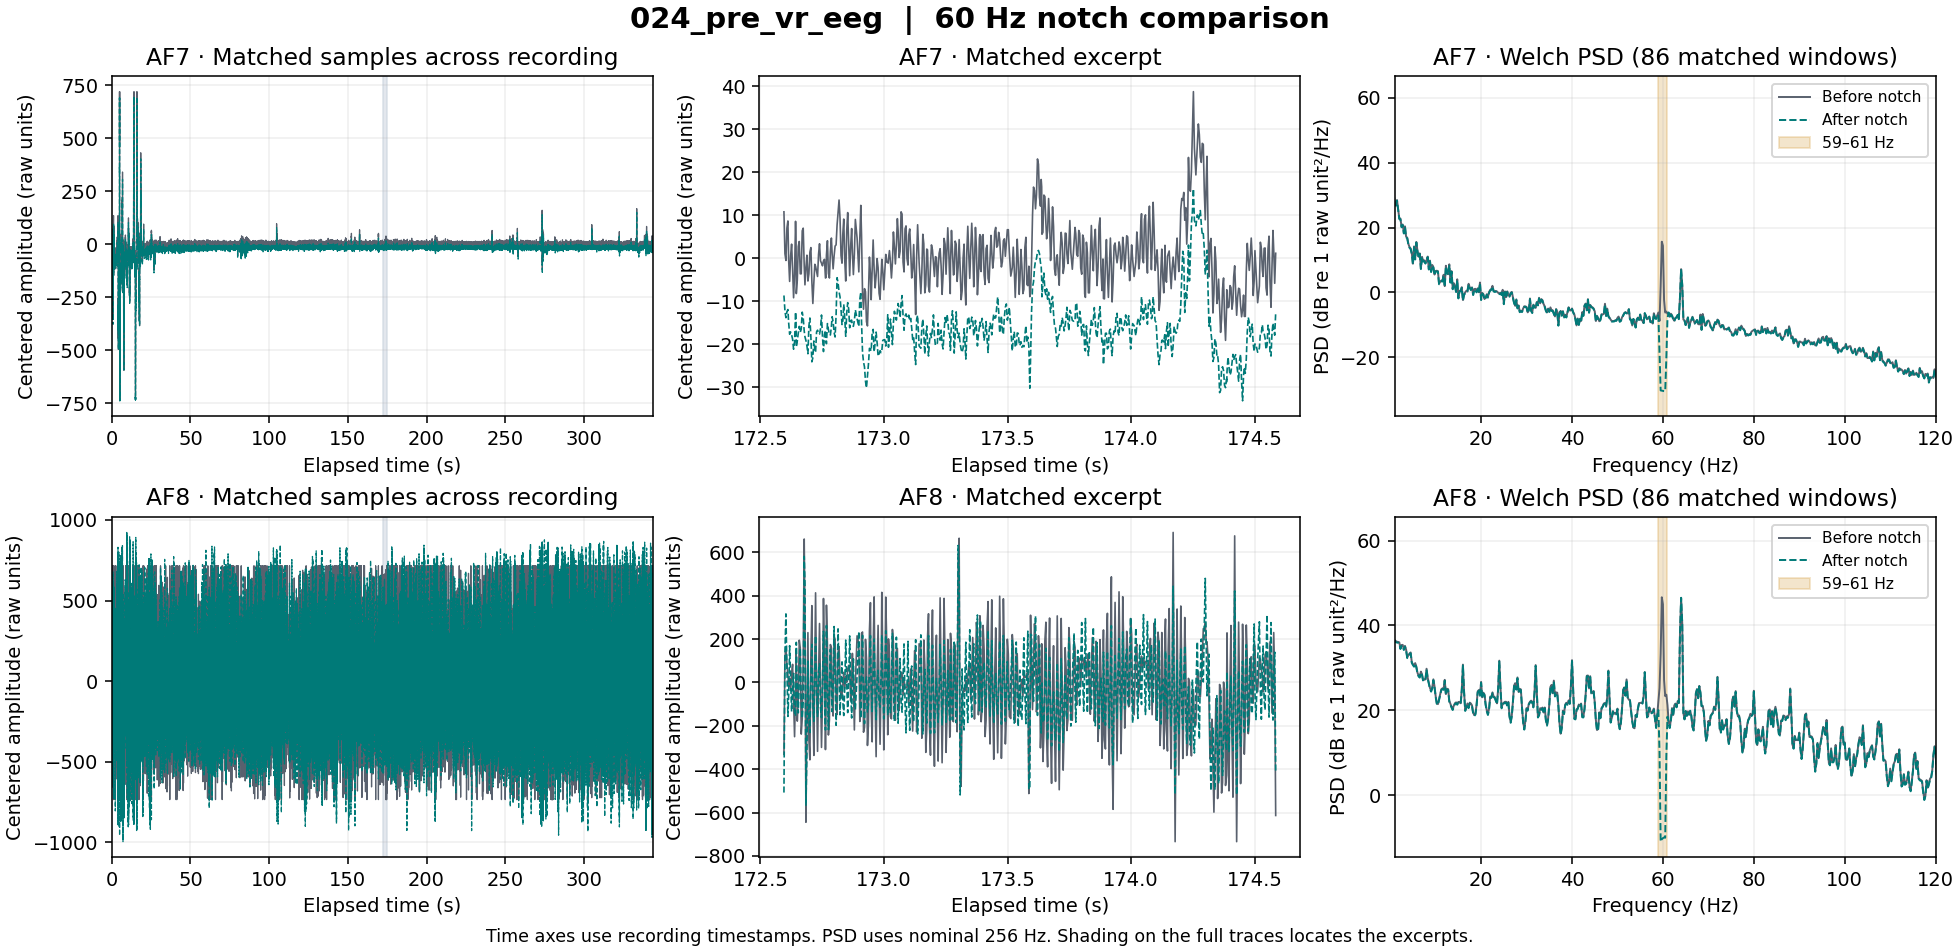 024_pre_vr_eeg  |  60 Hz notch comparison
AF7 · Matched samples across recording
Centered amplitude (raw units)
750
500
250
0
−250
−500
−750
0 50 100 150 200 250 300
Elapsed time (s)
AF7 · Matched excerpt
Centered amplitude (raw units)
40
30
20
10
0
−10
−20
−30
172.5 173.0 173.5 174.0 174.5
Elapsed time (s)
AF7 · Welch PSD (86 matched windows)
PSD (dB re 1 raw unit²/Hz)
60
40
20
0
−20
Before notch
After notch
59–61 Hz
20 40 60 80 100 120
Frequency (Hz)
AF8 · Matched samples across recording
Centered amplitude (raw units)
1000
500
0
−500
−1000
0 50 100 150 200 250 300
Elapsed time (s)
AF8 · Matched excerpt
Centered amplitude (raw units)
600
400
200
0
−200
−400
−600
−800
172.5 173.0 173.5 174.0 174.5
Elapsed time (s)
AF8 · Welch PSD (86 matched windows)
PSD (dB re 1 raw unit²/Hz)
60
40
20
0
Before notch
After notch
59–61 Hz
20 40 60 80 100 120
Frequency (Hz)
Time axes use recording timestamps. PSD uses nominal 256 Hz. Shading on the full traces locates the excerpts.